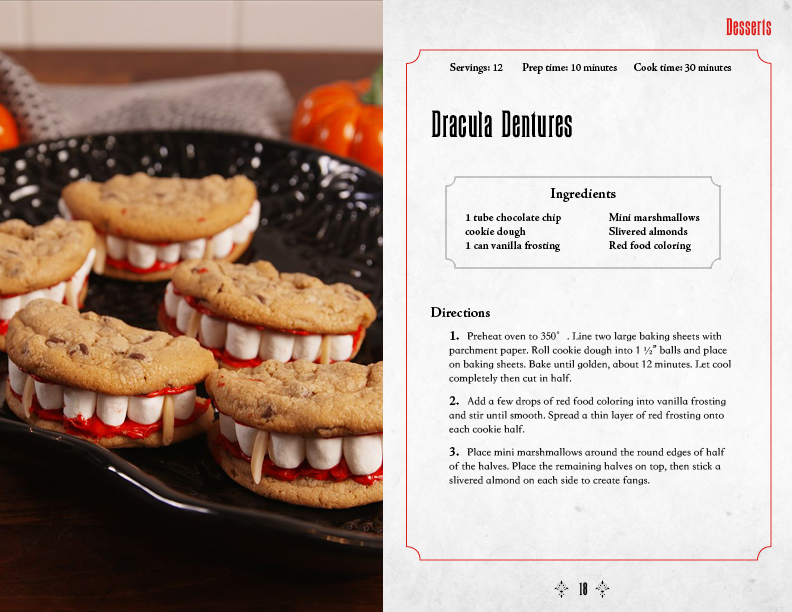 Desserts
Servings: 12 Prep time: 10 minutes Cook time: 30 minutes
Dracula Dentures
Ingredients
1 tube chocolate chip
cookie dough
1 can vanilla frosting
Mini marshmallows
Slivered almonds
Red food coloring
Directions
1. Preheat oven to 350° . Line two large baking sheets with
parchment paper. Roll cookie dough into 1 ½” balls and place
on baking sheets. Bake until golden, about 12 minutes. Let cool
completely then cut in half.
2. Add a few drops of red food coloring into vanilla frosting
and stir until smooth. Spread a thin layer of red frosting onto
each cookie half.
3. Place mini marshmallows around the round edges of half
of the halves. Place the remaining halves on top, then stick a
slivered almond on each side to create fangs.
18